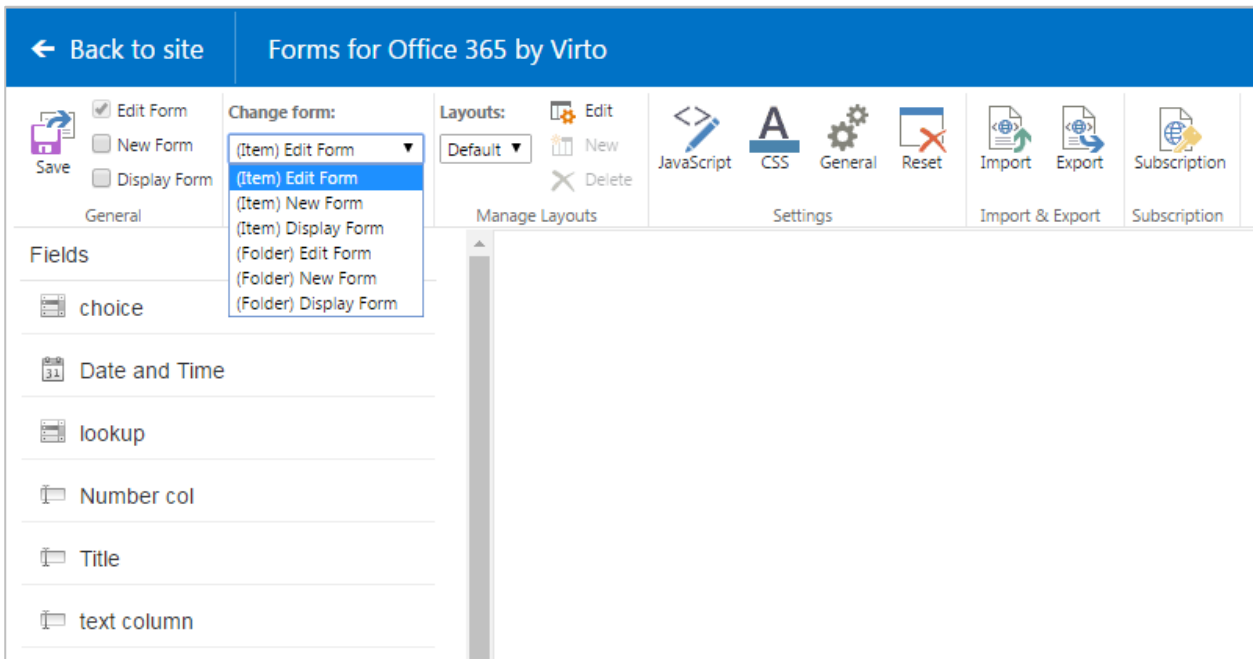 Back to site
Forms for Office 365 by Virto
Save
Edit Form
New Form
Display Form
General
Change form:
(Item) Edit Form
(Item) Edit Form
(Item) New Form
(Item) Display Form
(Folder) Edit Form
(Folder) New Form
(Folder) Display Form
Layouts:
Default
Edit
New
Delete
Manage Layouts
JavaScript
CSS
General
Reset
Settings
Import
Export
Import & Export
Subscription
Subscription
Fields
choice
31
Date and Time
lookup
Number col
Title
text column